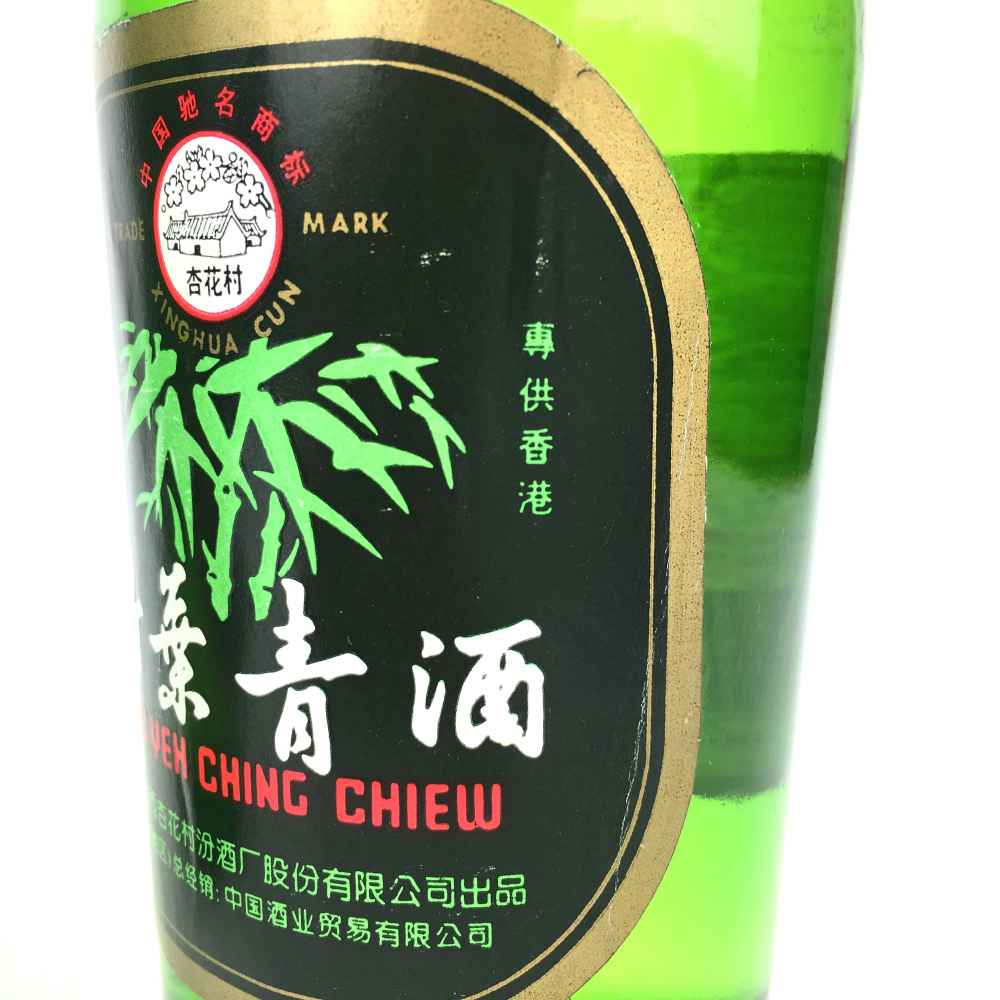 中国驰名商标
TRADE MARK
杏花村
XINGHUA CUN
專供香港
葉青酒
YEH CHING CHIEW
杏花村汾酒厂股份有限公司出品
总经销:中国酒业贸易有限公司